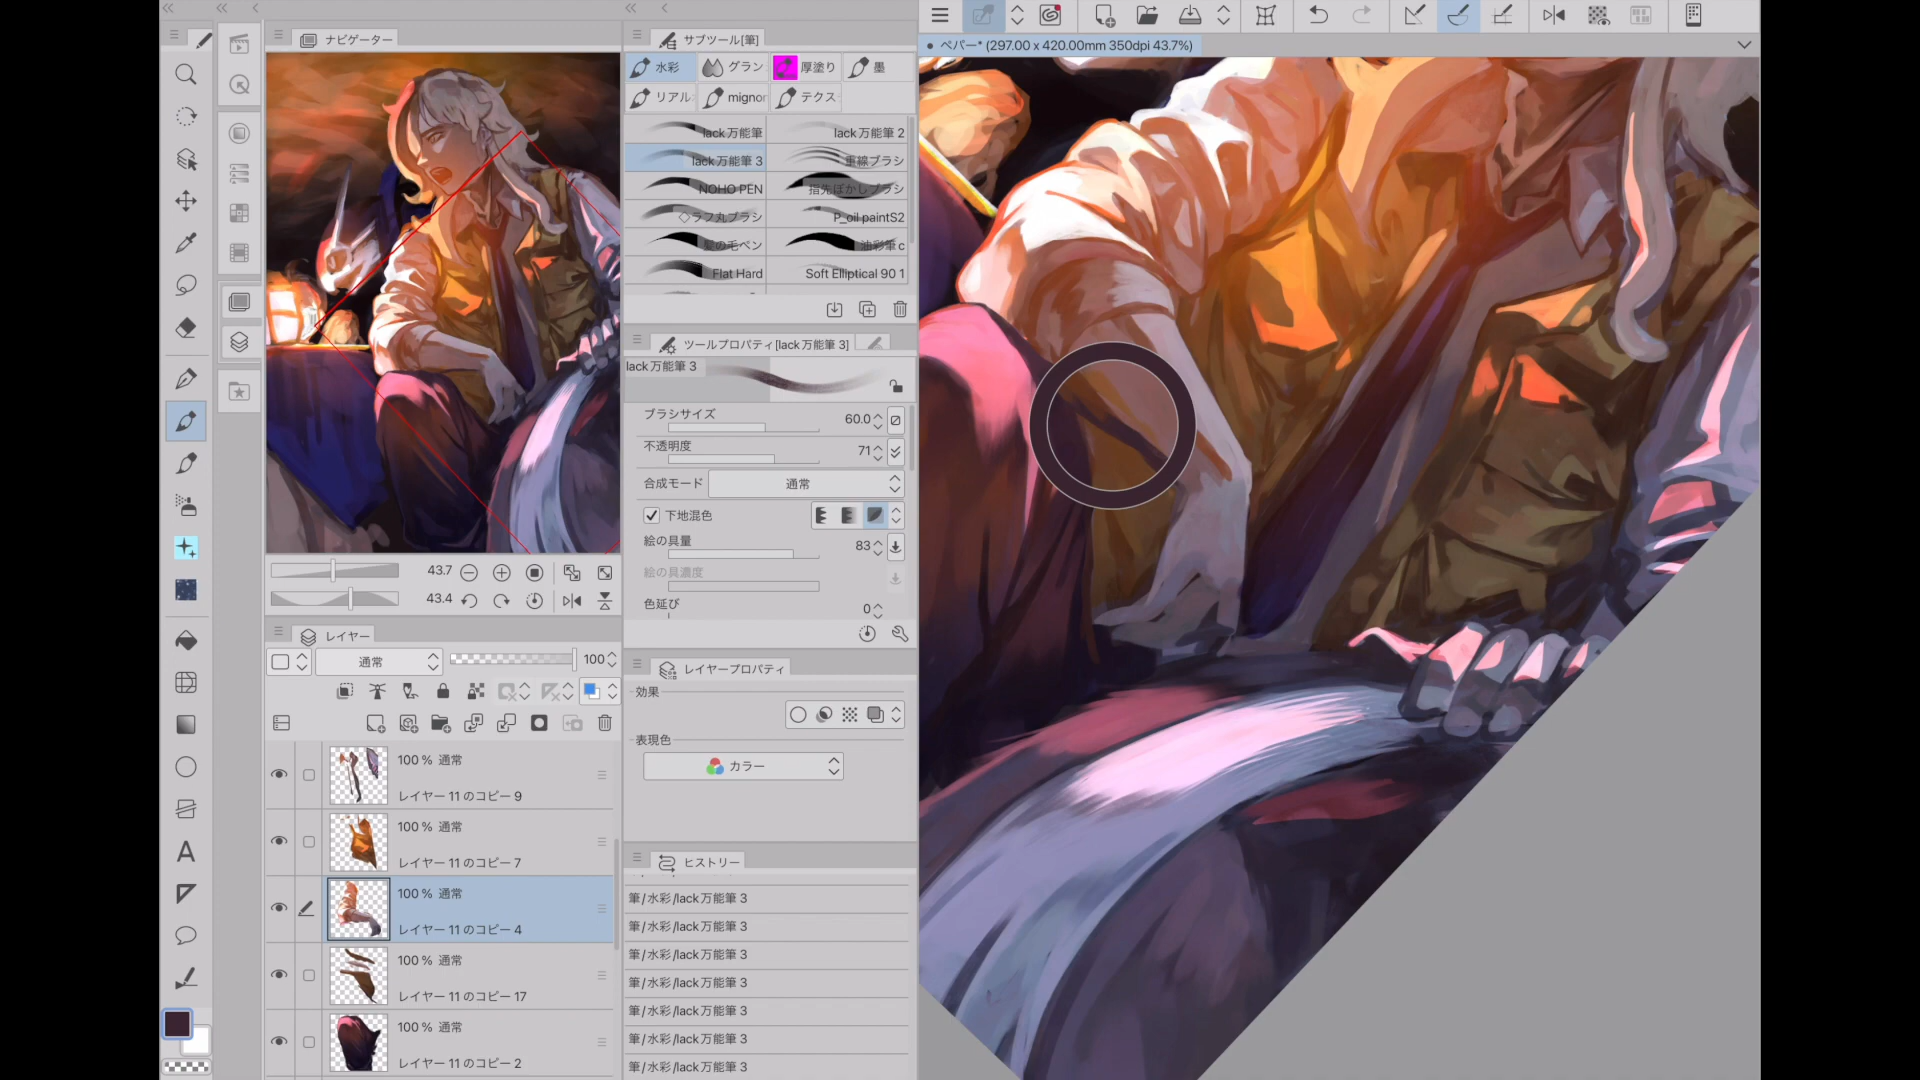 ナビゲーター
43.7
43.4
レイヤー
通常
100
100 % 通常
レイヤー 11 のコピー 9
100 % 通常
レイヤー 11 のコピー 7
100 % 通常
レイヤー 11 のコピー 4
100 % 通常
レイヤー 11 のコピー 17
100 % 通常
レイヤー 11 のコピー 2
サブツール[筆]
水彩
グラン
厚塗り
墨
リアル
mignor
テクス
lack万能筆
lack万能筆 2
lack万能筆 3
重線ブラシ
NOHO PEN
指先ぼかしブラシ
◇ラフ丸ブラシ
P_oil paintS2
髪の毛ペン
油彩筆c
Flat Hard
Soft Elliptical 90 1
ツールプロパティ[lack万能筆 3]
lack万能筆 3
ブラシサイズ 60.0
不透明度 71
合成モード 通常
下地混色
絵の具量 83
絵の具濃度
色延び 0
レイヤープロパティ
効果
表現色
カラー
ヒストリー
筆/水彩/lack万能筆 3
筆/水彩/lack万能筆 3
筆/水彩/lack万能筆 3
筆/水彩/lack万能筆 3
筆/水彩/lack万能筆 3
筆/水彩/lack万能筆 3
筆/水彩/lack万能筆 3
ペパー* (297.00 x 420.00mm 350dpi 43.7%)